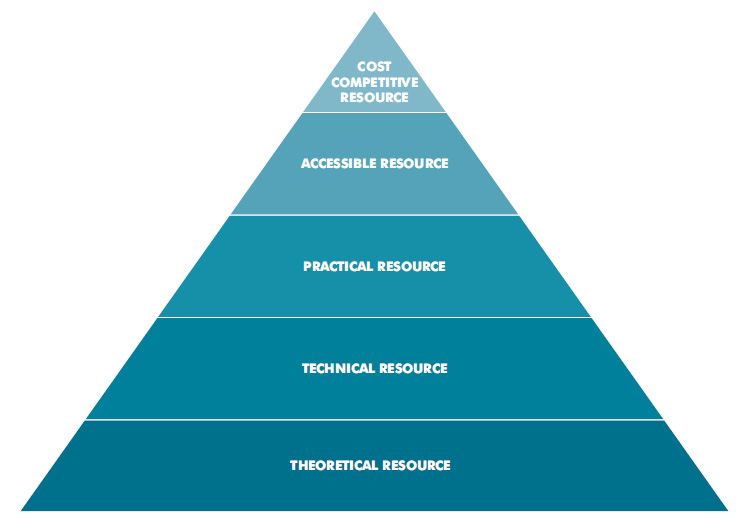 COST
COMPETITIVE
RESOURCE
ACCESSIBLE RESOURCE
PRACTICAL RESOURCE
TECHNICAL RESOURCE
THEORETICAL RESOURCE